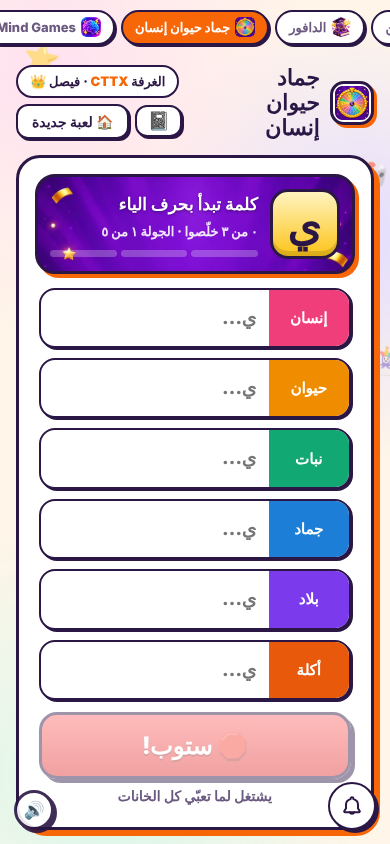 الدافور
جماد حيوان إنسان
Mind Games
جماد
حيوان
إنسان
الغرفة CTTX · فيصل 👑
🏠 لعبة جديدة
ي
كلمة تبدأ بحرف الياء
٠ من ٣ خلّصوا · الجولة ١ من ٥
إنسان
ي...
حيوان
ي...
نبات
ي...
جماد
ي...
بلاد
ي...
أكلة
ي...
🛑 ستوب!
يشتغل لما تعبّي كل الخانات